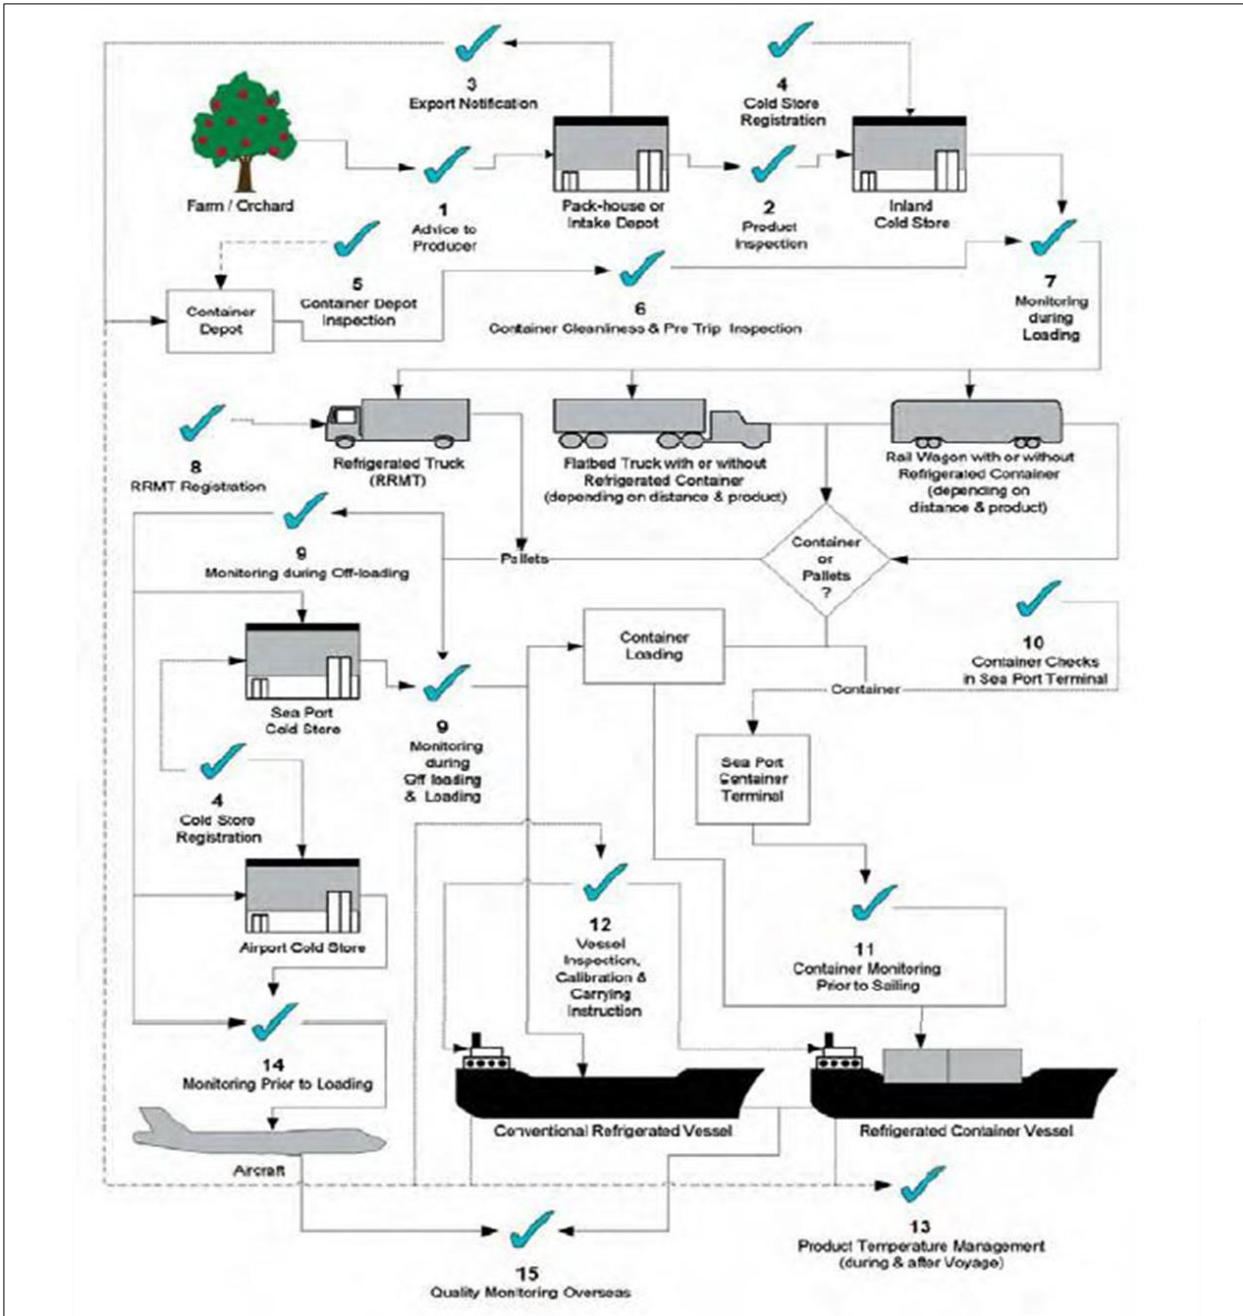 3
Export Notification
4
Cold Store
Registration
Farm / Orchard
1
Advice to
Producer
Pack-house or
Intake Depot
2
Product
Inspection
Inland
Cold Store
5
Container Depot
Inspection
Container
Depot
6
Container Cleanliness & Pre Trip Inspection
7
Monitoring
during
Loading
8
RRMT Registration
Refrigerated Truck
(RRMT)
Flatbed Truck with or without
Refrigerated Container
(depending on distance & product)
Rail Wagon with or without
Refrigerated Container
(depending on
distance & product)
9
Monitoring during Off-loading
Pallets
Container
or
Pallets
?
10
Container Checks
in Sea Port Terminal
Container
Loading
Container
Sea Port
Cold Store
9
Monitoring
during
Off loading
& Loading
Sea Port
Container
Terminal
4
Cold Store
Registration
Airport Cold Store
12
Vessel
Inspection,
Calibration &
Carrying
Instruction
11
Container Monitoring
Prior to Sailing
14
Monitoring Prior to Loading
Conventional Refrigerated Vessel
Refrigerated Container Vessel
Aircraft
13
Product Temperature Management
(during & after Voyage)
15
Quality Monitoring Overseas